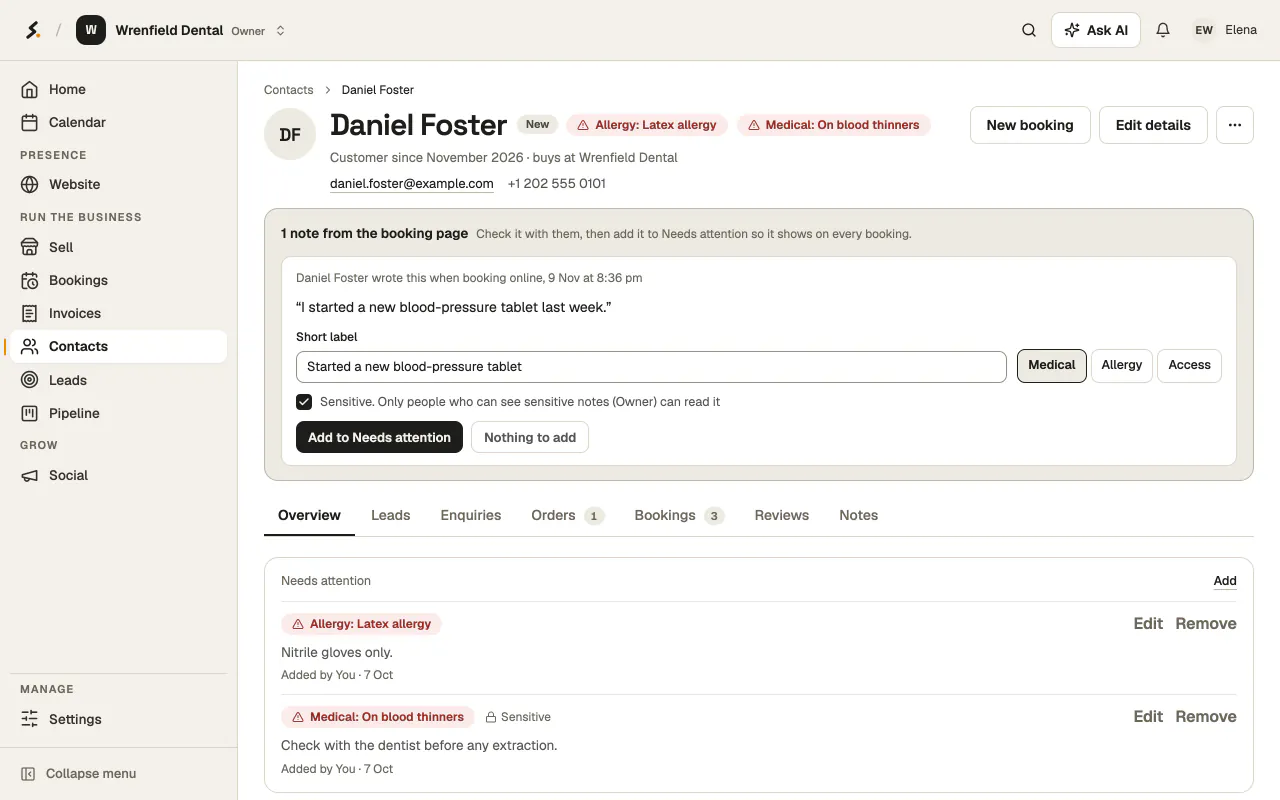 W Wrenfield Dental Owner
Ask AI
EW Elena
Home
Calendar
PRESENCE
Website
RUN THE BUSINESS
Sell
Bookings
Invoices
Contacts
Leads
Pipeline
GROW
Social
MANAGE
Settings
Collapse menu
Contacts > Daniel Foster
DF
Daniel Foster New Allergy: Latex allergy Medical: On blood thinners
New booking Edit details ...
Customer since November 2026 · buys at Wrenfield Dental
daniel.foster@example.com +1 202 555 0101
1 note from the booking page Check it with them, then add it to Needs attention so it shows on every booking.
Daniel Foster wrote this when booking online, 9 Nov at 8:36 pm
“I started a new blood-pressure tablet last week.”
Short label
Started a new blood-pressure tablet Medical Allergy Access
Sensitive. Only people who can see sensitive notes (Owner) can read it
Add to Needs attention Nothing to add
Overview Leads Enquiries Orders 1 Bookings 3 Reviews Notes
Needs attention Add
Allergy: Latex allergy Edit Remove
Nitrile gloves only.
Added by You · 7 Oct
Medical: On blood thinners Sensitive Edit Remove
Check with the dentist before any extraction.
Added by You · 7 Oct